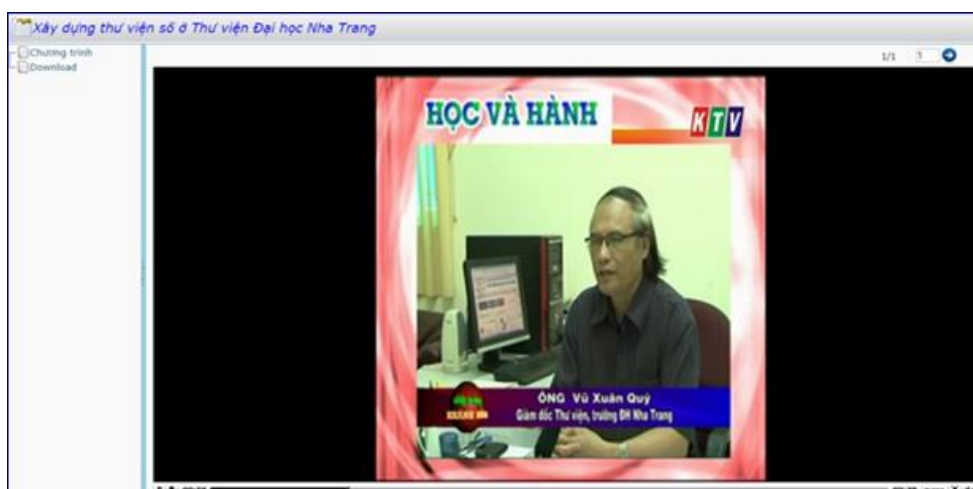 Xây dựng thư viện số ở Thư viện Đại học Nha Trang
Chương trình
Download
1/1 1
HỌC VÀ HÀNH
KTV
ÔNG Vũ Xuân Quý
Giám đốc Thư viện, trường ĐH Nha Trang